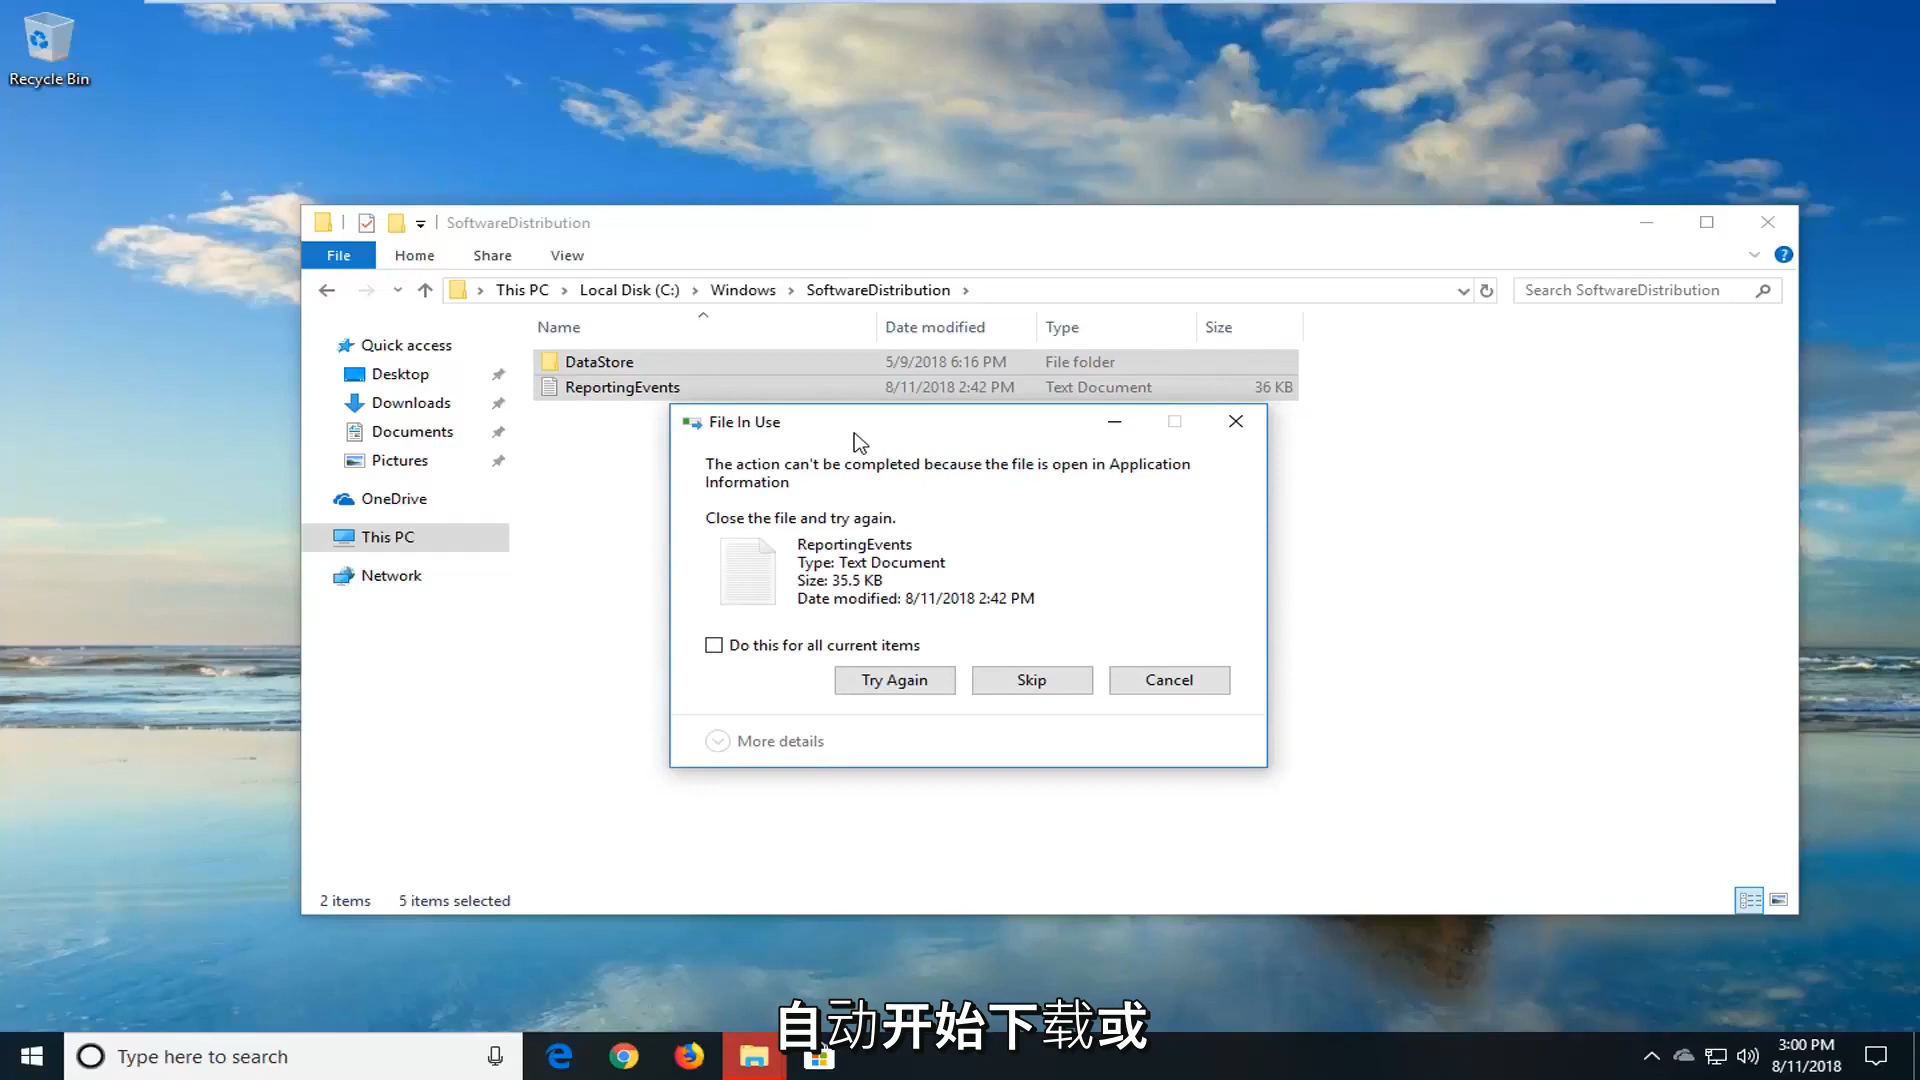 Recycle Bin
SoftwareDistribution
File
Home
Share
View
This PC
Local Disk (C:)
Windows
SoftwareDistribution
Search SoftwareDistribution
Name
Date modified
Type
Size
Quick access
Desktop
Downloads
Documents
Pictures
OneDrive
This PC
Network
DataStore
5/9/2018 6:16 PM
File folder
ReportingEvents
8/11/2018 2:42 PM
Text Document
36 KB
File In Use
The action can't be completed because the file is open in Application
Information
Close the file and try again.
ReportingEvents
Type: Text Document
Size: 35.5 KB
Date modified: 8/11/2018 2:42 PM
Do this for all current items
Try Again
Skip
Cancel
More details
2 items
5 items selected
自动开始下载或
Type here to search
3:00 PM
8/11/2018